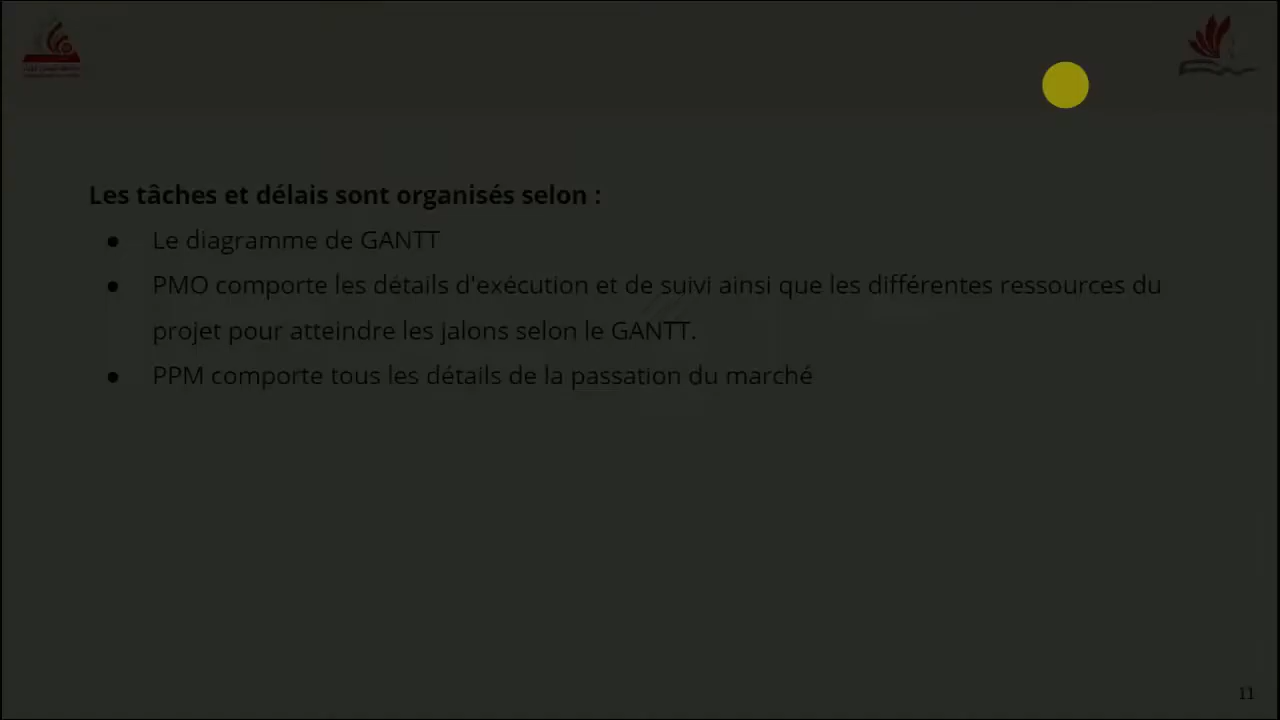 Les tâches et délais sont organisés selon :
● Le diagramme de GANTT
● PMO comporte les détails d'exécution et de suivi ainsi que les différentes ressources du
projet pour atteindre les jalons selon le GANTT.
● PPM comporte tous les détails de la passation du marché
11